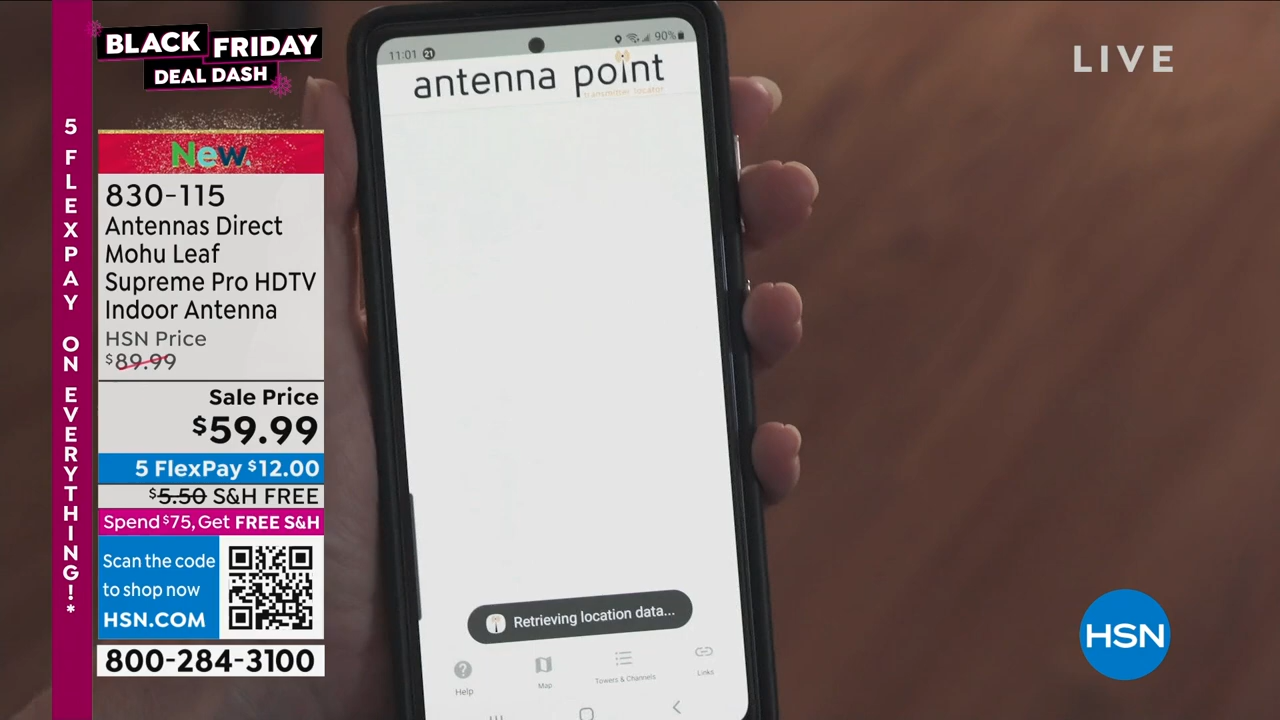 5 FLEXPAY ON EVERYTHING!*
BLACK FRIDAY
DEAL DASH
New.
830-115
Antennas Direct
Mohu Leaf
Supreme Pro HDTV
Indoor Antenna
HSN Price
$89.99
Sale Price
$59.99
5 FlexPay $12.00
$5.50 S&H FREE
Spend $75, Get FREE S&H
Scan the code
to shop now
HSN.COM
800-284-3100
11:01 21 90%
antenna point
transmitter locator
Retrieving location data...
Help Map Towers & Channels Links
LIVE
HSN